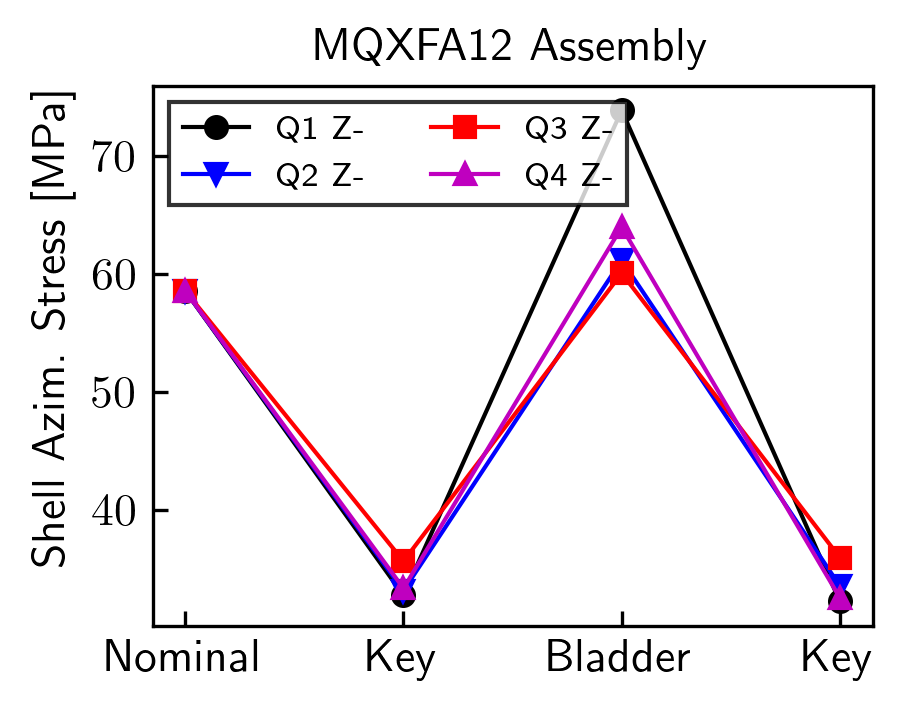 MQXFA12 Assembly
Shell Azim. Stress [MPa]
Q1 Z-
Q3 Z-
Q2 Z-
Q4 Z-
70
60
50
40
Nominal
Key
Bladder
Key